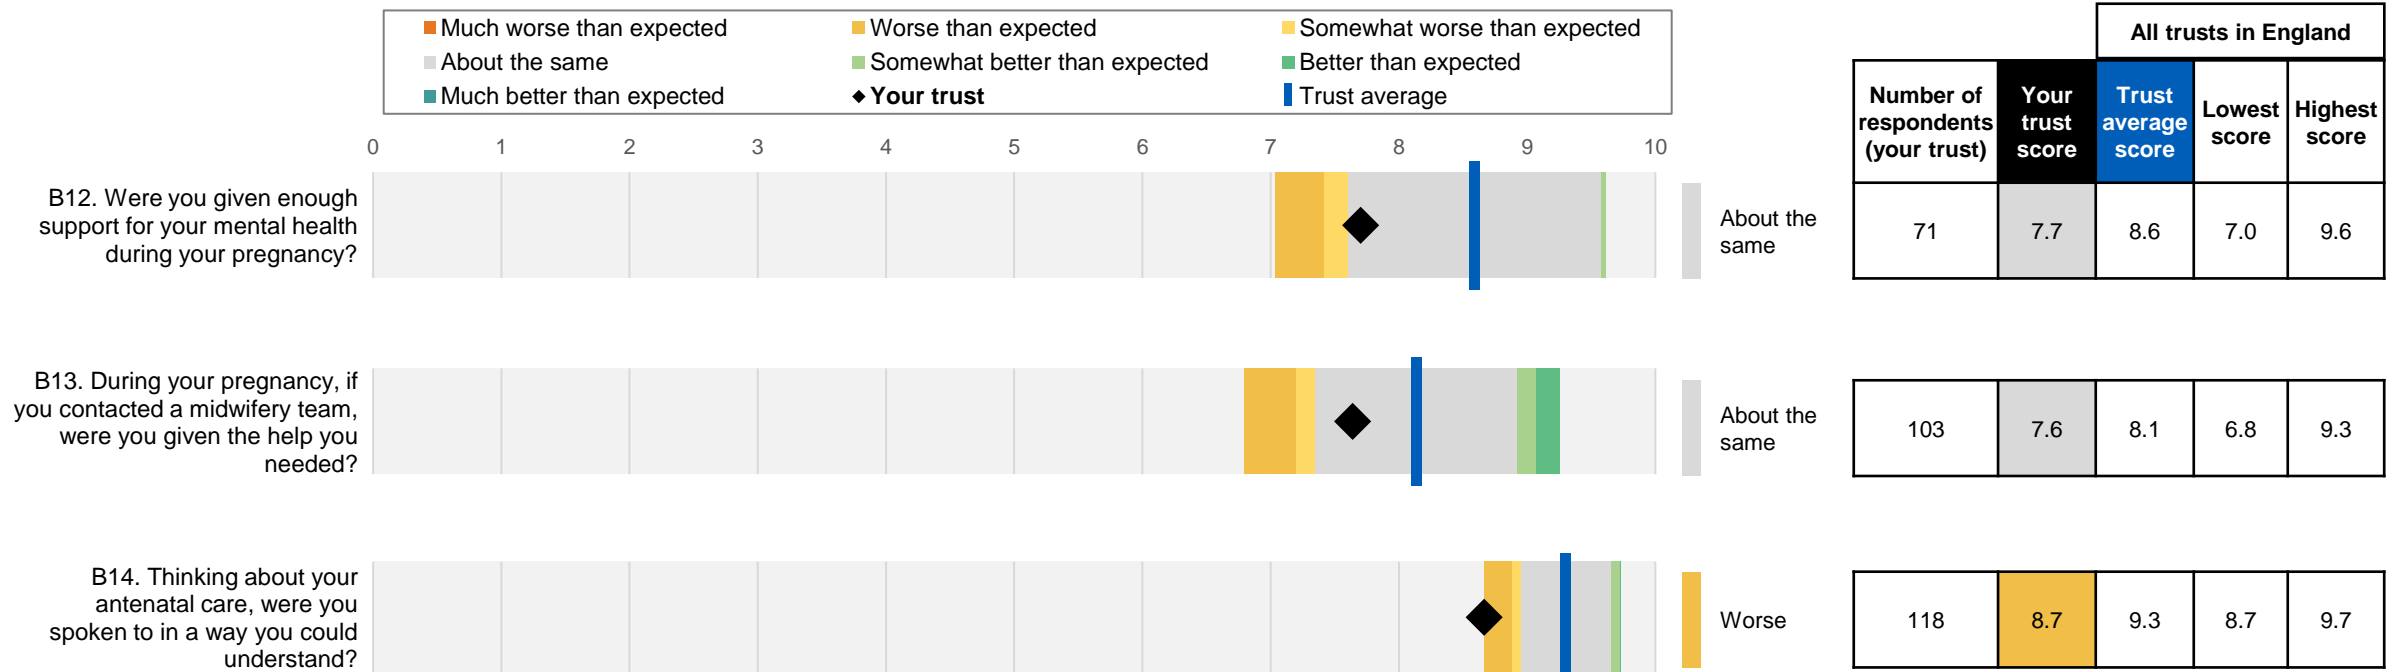 Much worse than expected
Worse than expected
Somewhat worse than expected
About the same
Somewhat better than expected
Better than expected
Much better than expected
Your trust
Trust average
All trusts in England
Number of
respondents
(your trust)
Your
trust
score
Trust
average
score
Lowest
score
Highest
score
0 1 2 3 4 5 6 7 8 9 10
B12. Were you given enough
support for your mental health
during your pregnancy?
About the
same
71 7.7 8.6 7.0 9.6
B13. During your pregnancy, if
you contacted a midwifery team,
were you given the help you
needed?
About the
same
103 7.6 8.1 6.8 9.3
B14. Thinking about your
antenatal care, were you
spoken to in a way you could
understand?
Worse
118 8.7 9.3 8.7 9.7